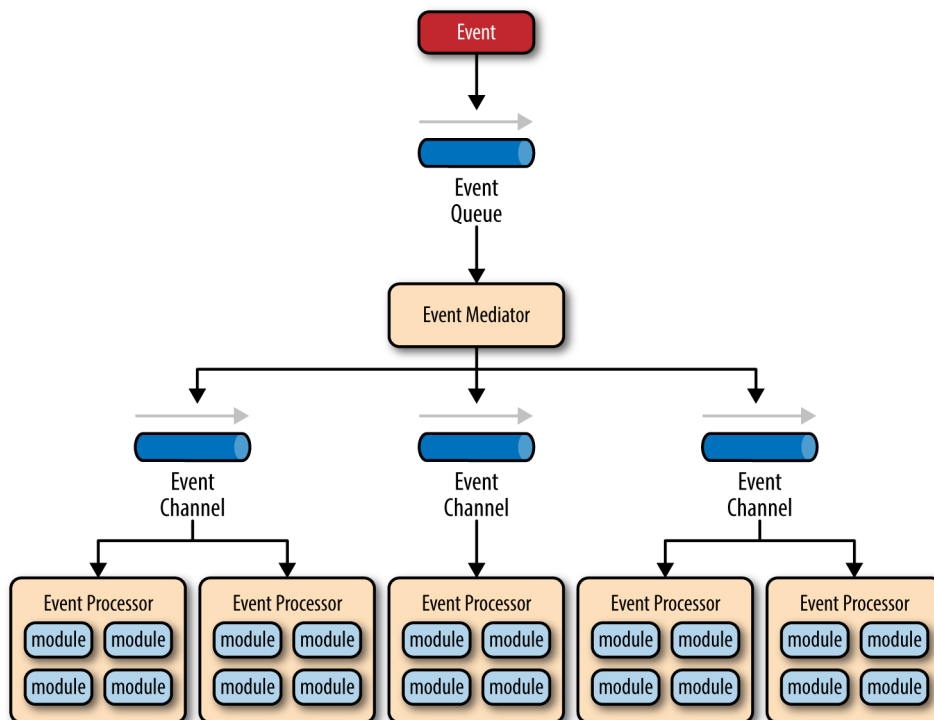 Event
Event
Queue
Event Mediator
Event
Channel
Event
Channel
Event
Channel
Event Processor
module module
module module
Event Processor
module module
module module
Event Processor
module module
module module
Event Processor
module module
module module
Event Processor
module module
module module